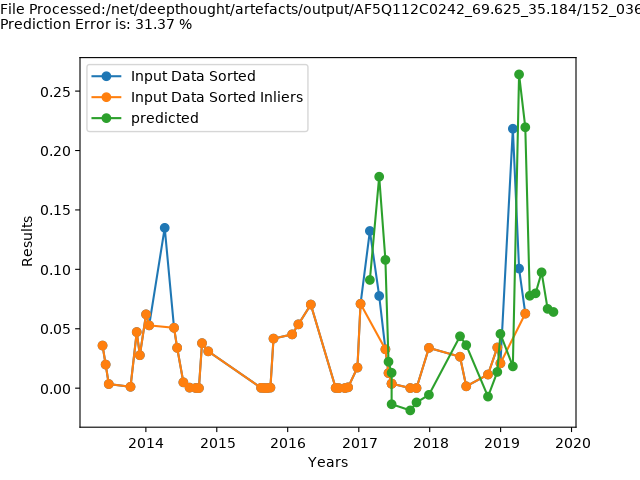 File Processed:/net/deepthought/artefacts/output/AF5Q112C0242_69.625_35.184/152_036
Prediction Error is: 31.37 %
Input Data Sorted
Input Data Sorted Inliers
predicted
0.25
0.20
0.15
0.10
0.05
0.00
Results
2014 2015 2016 2017 2018 2019 2020
Years